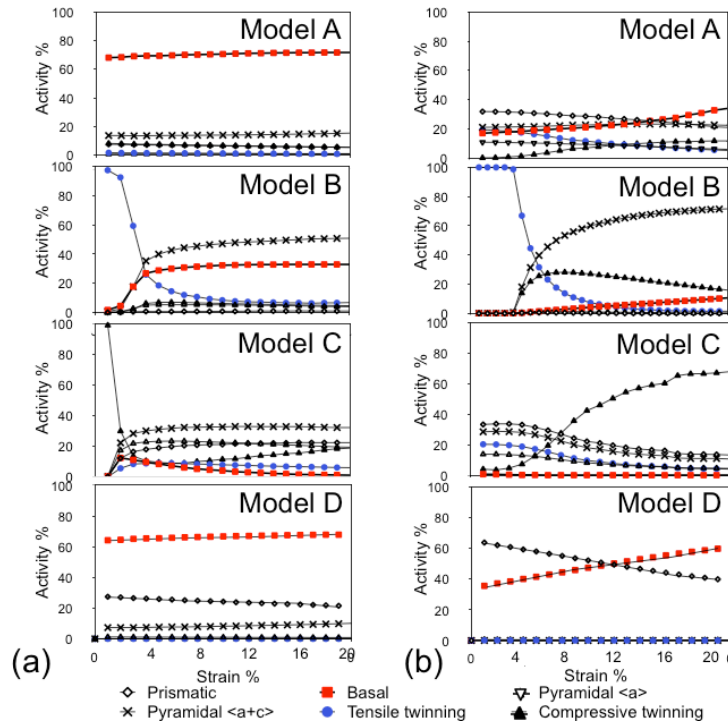 Model A
Activity %
100
80
60
40
20
0
Model B
Activity %
100
80
60
40
20
0
Model C
Activity %
100
80
60
40
20
0
Model D
Activity %
100
80
60
40
20
0
0 4 8 12 16 20
Strain %
(a)
Model A
Activity %
100
80
60
40
20
0
Model B
Activity %
100
80
60
40
20
0
Model C
Activity %
100
80
60
40
20
0
Model D
Activity %
100
80
60
40
20
0
0 4 8 12 16 20
Strain %
(b)
Prismatic Basal Pyramidal <a>
Pyramidal <a+c> Tensile twinning Compressive twinning